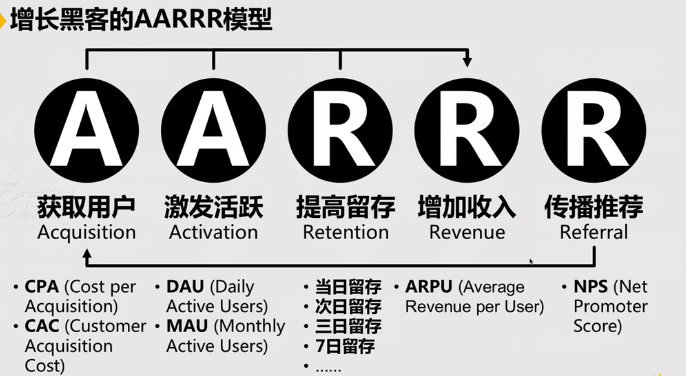 增长黑客的AARRR模型
A A R R R
获取用户 激发活跃 提高留存 增加收入 传播推荐
Acquisition Activation Retention Revenue Referral
• CPA (Cost per
Acquisition)
• CAC (Customer
Acquisition
Cost)
• DAU (Daily
Active Users)
• MAU (Monthly
Active Users)
• 当日留存
• 次日留存
• 三日留存
• 7日留存
• ......
• ARPU (Average
Revenue per User)
• NPS (Net
Promoter
Score)